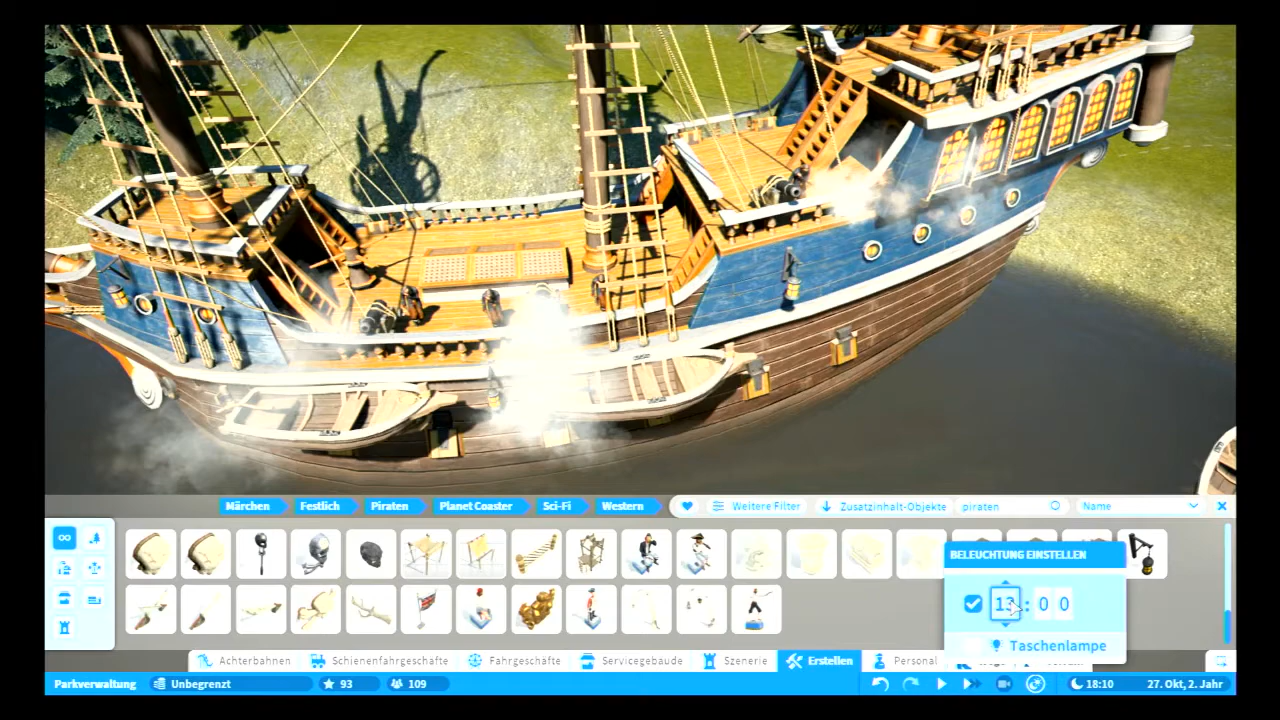 Märchen Festlich Piraten Planet Coaster Sci-Fi Western Weitere Filter Zusatzinhalt-Objekte piraten Name
BELEUCHTUNG EINSTELLEN
13 : 0 0
Taschenlampe
Achterbahnen Schienenfahrgeschäfte Fahrgeschäfte Servicegebäude Szenerie Erstellen Personal
Parkverwaltung Unbegrenzt 93 109 18:10 27. Okt, 2. Jahr